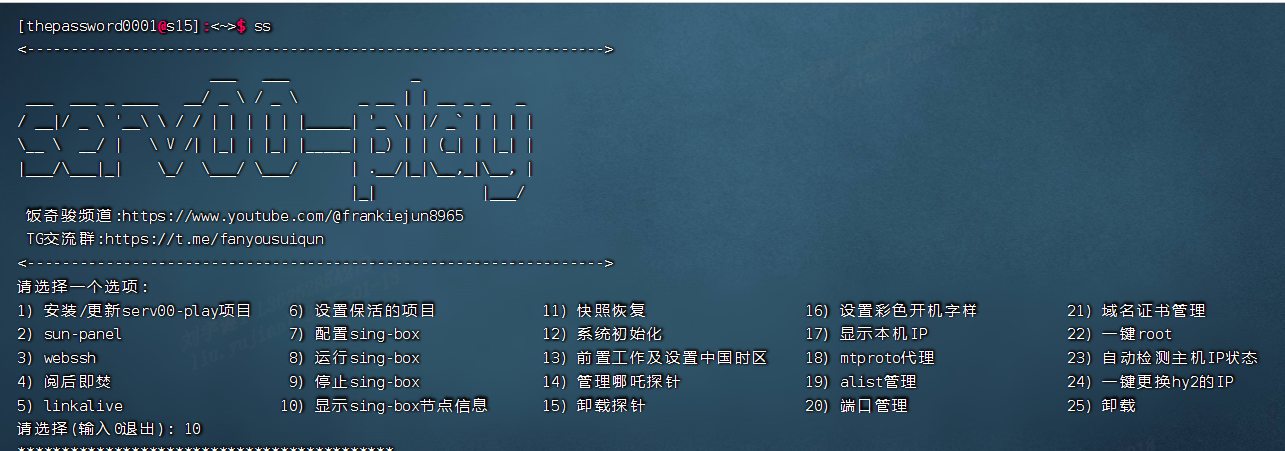 [thepassword0001@s15]:<~>$ ss
<------------------------------------------------------------------>
serv00-play
饭奇骏频道:https://www.youtube.com/@frankiejun8965
TG交流群:https://t.me/fanyousuiqun
<------------------------------------------------------------------>
请选择一个选项:
1) 安装/更新serv00-play项目 6) 设置保活的项目 11) 快照恢复 16) 设置彩色开机字样 21) 域名证书管理
2) sun-panel 7) 配置sing-box 12) 系统初始化 17) 显示本机IP 22) 一键root
3) webssh 8) 运行sing-box 13) 前置工作及设置中国时区 18) mtproto代理 23) 自动检测主机IP状态
4) 阅后即焚 9) 停止sing-box 14) 管理哪吒探针 19) alist管理 24) 一键更换hy2的IP
5) linkalive 10) 显示sing-box节点信息 15) 卸载探针 20) 端口管理 25) 卸载
请选择(输入0退出): 10
*******************************************